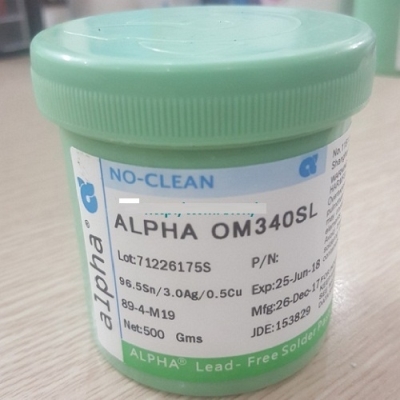 alpha®
NO-CLEAN
ALPHA OM340SL
Lot:71226175S
P/N:
96.5Sn/3.0Ag/0.5Cu
Exp:25-Jun-18
89-4-M19
Mfg:26-Dec-17
Net:500 Gms
JDE:153829
ALPHA® Lead-Free Solder